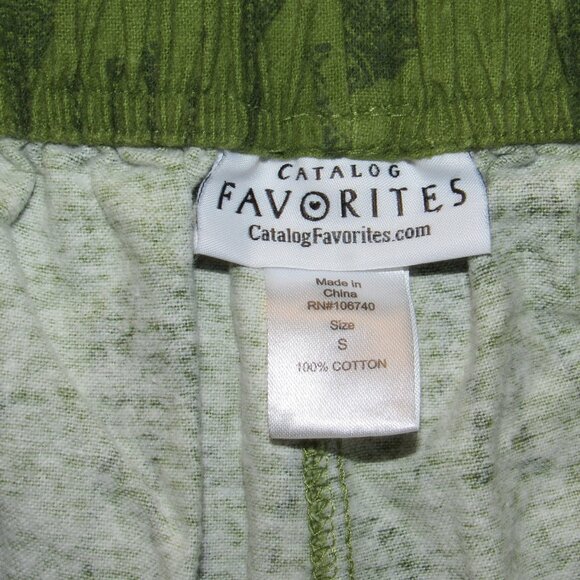 CATALOG
FAVORITES
CatalogFavorites.com
Made in
China
RN#106740
Size
S
100% COTTON